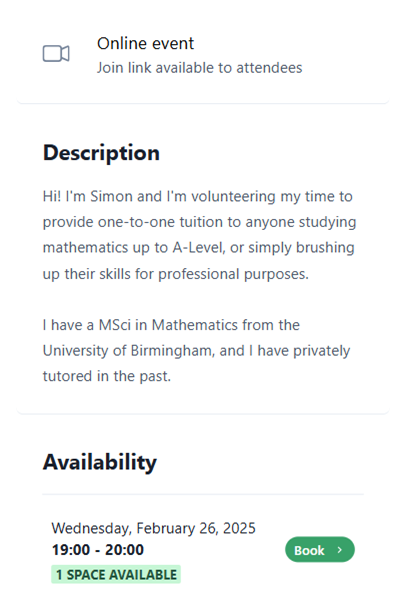 Online event
Join link available to attendees
Description
Hi! I'm Simon and I'm volunteering my time to
provide one-to-one tuition to anyone studying
mathematics up to A-Level, or simply brushing
up their skills for professional purposes.
I have a MSci in Mathematics from the
University of Birmingham, and I have privately
tutored in the past.
Availability
Wednesday, February 26, 2025
19:00 - 20:00
Book
1 SPACE AVAILABLE